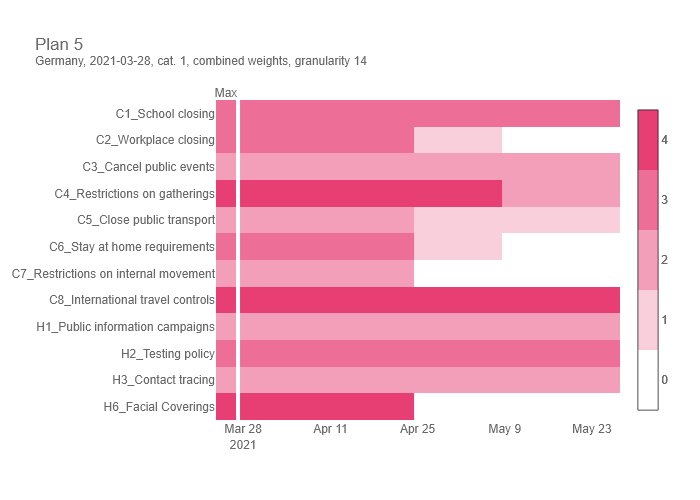 Plan 5
Germany, 2021-03-28, cat. 1, combined weights, granularity 14
Max
C1_School closing
C2_Workplace closing
C3_Cancel public events
C4_Restrictions on gatherings
C5_Close public transport
C6_Stay at home requirements
C7_Restrictions on internal movement
C8_International travel controls
H1_Public information campaigns
H2_Testing policy
H3_Contact tracing
H6_Facial Coverings
Mar 28
2021
Apr 11
Apr 25
May 9
May 23
4
3
2
1
0